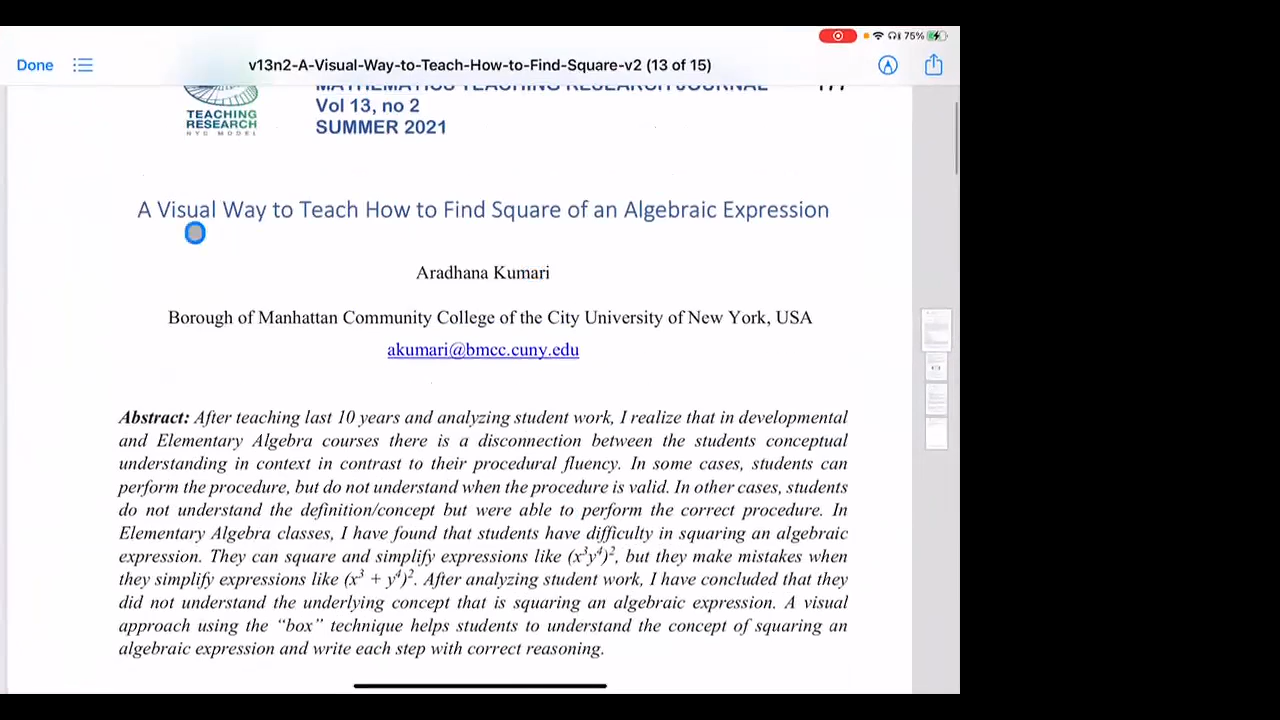 75%
Done
v13n2-A-Visual-Way-to-Teach-How-to-Find-Square-v2 (13 of 15)
MATHEMATICS TEACHING RESEARCH JOURNAL
TEACHING
RESEARCH
NYC MODEL
Vol 13, no 2
SUMMER 2021
A Visual Way to Teach How to Find Square of an Algebraic Expression
Aradhana Kumari
Borough of Manhattan Community College of the City University of New York, USA
akumari@bmcc.cuny.edu
Abstract: After teaching last 10 years and analyzing student work, I realize that in developmental
and Elementary Algebra courses there is a disconnection between the students conceptual
understanding in context in contrast to their procedural fluency. In some cases, students can
perform the procedure, but do not understand when the procedure is valid. In other cases, students
do not understand the definition/concept but were able to perform the correct procedure. In
Elementary Algebra classes, I have found that students have difficulty in squaring an algebraic
expression. They can square and simplify expressions like (x³y⁴)², but they make mistakes when
they simplify expressions like (x³ + y⁴)². After analyzing student work, I have concluded that they
did not understand the underlying concept that is squaring an algebraic expression. A visual
approach using the “box” technique helps students to understand the concept of squaring an
algebraic expression and write each step with correct reasoning.